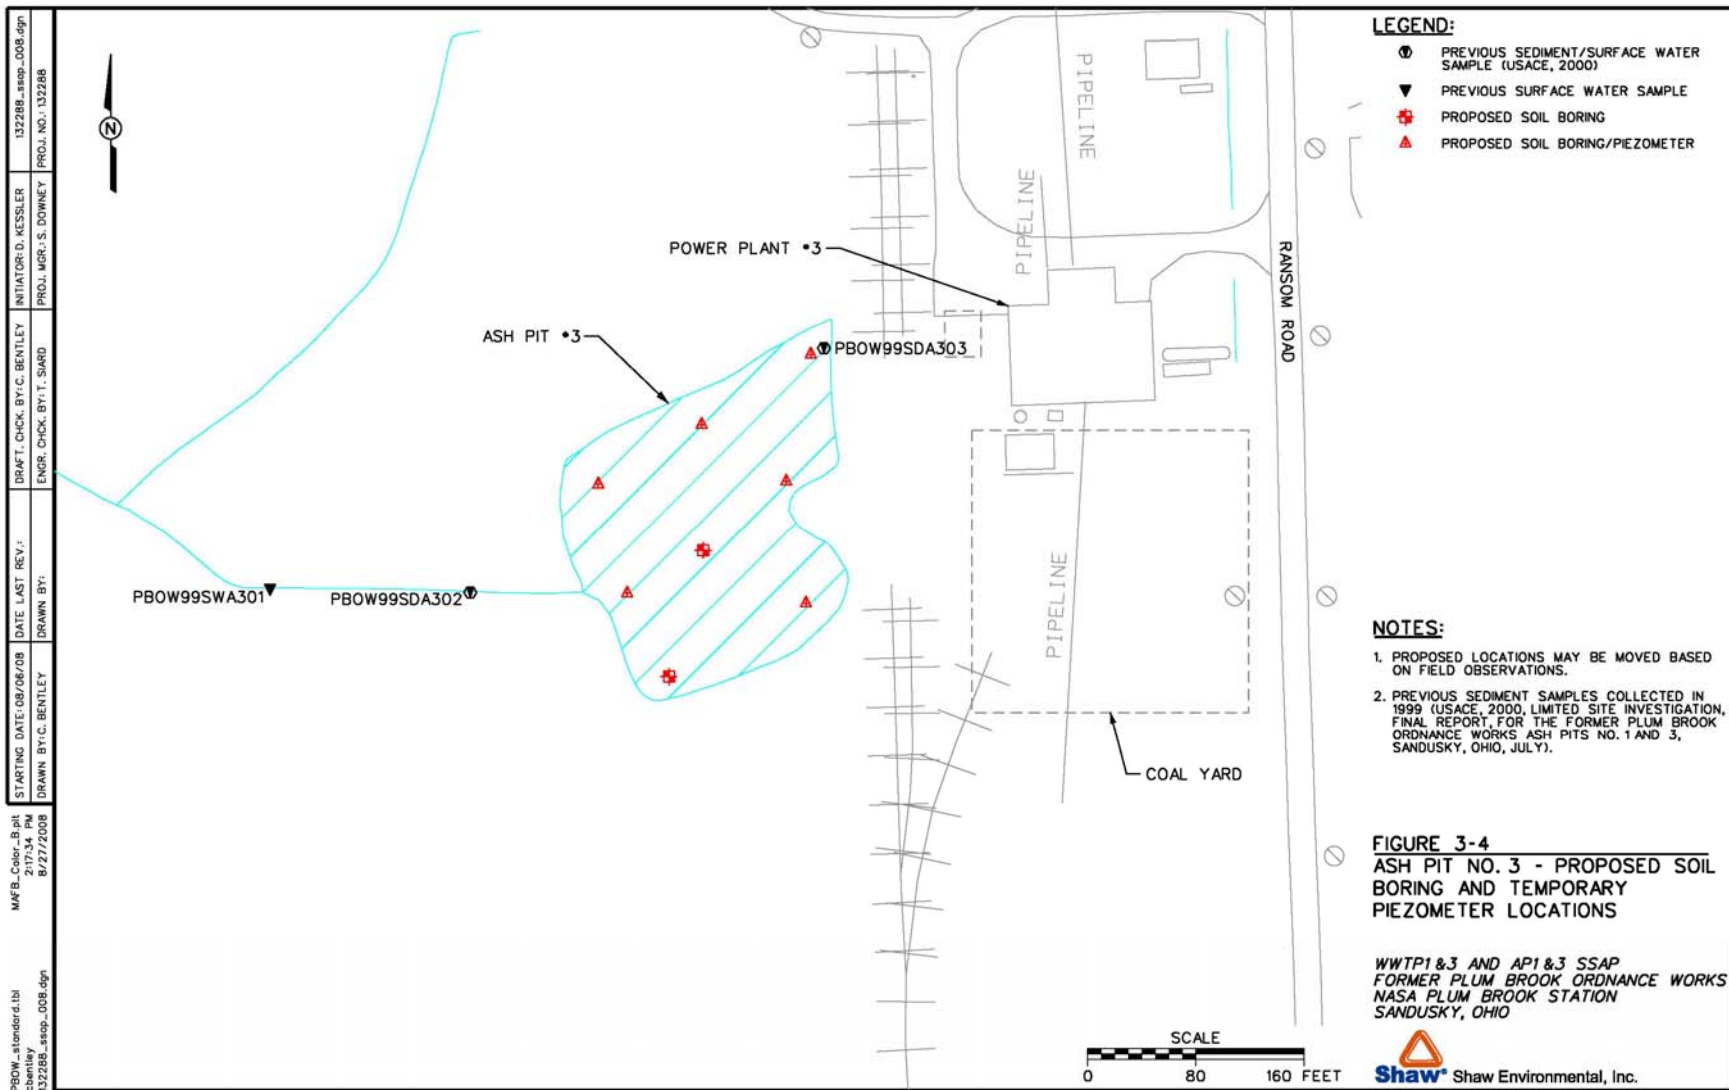 132288_ssap_008.dgn
PROJ. NO.: 132288
INITIATOR: D. KESSLER
PROJ. MGR.: S. DOWNEY
DRAFT. CHCK. BY: C. BENTLEY
ENGR. CHCK. BY: T. SIARD
DATE LAST REV.:
DRAWN BY:
STARTING DATE: 08/06/08
DRAWN BY: C. BENTLEY
MAFB_Color_B.plt
2:17:34 PM
8/27/2008
PBOW_standard.tbl
cbentley
132288_ssap_008.dgn
N
PIPELINE
PIPELINE
POWER PLANT •3
RANSOM ROAD
ASH PIT •3
PBOW99SDA303
PBOW99SWA301
PBOW99SDA302
PIPELINE
COAL YARD
LEGEND:
PREVIOUS SEDIMENT/SURFACE WATER
SAMPLE (USACE, 2000)
PREVIOUS SURFACE WATER SAMPLE
PROPOSED SOIL BORING
PROPOSED SOIL BORING/PIEZOMETER
NOTES:
1. PROPOSED LOCATIONS MAY BE MOVED BASED
ON FIELD OBSERVATIONS.
2. PREVIOUS SEDIMENT SAMPLES COLLECTED IN
1999 (USACE, 2000, LIMITED SITE INVESTIGATION,
FINAL REPORT, FOR THE FORMER PLUM BROOK
ORDNANCE WORKS ASH PITS NO. 1 AND 3,
SANDUSKY, OHIO, JULY).
FIGURE 3-4
ASH PIT NO. 3 - PROPOSED SOIL
BORING AND TEMPORARY
PIEZOMETER LOCATIONS
WWTP1 &3 AND AP1 &3 SSAP
FORMER PLUM BROOK ORDNANCE WORKS
NASA PLUM BROOK STATION
SANDUSKY, OHIO
SCALE
0 80 160 FEET
Shaw® Shaw Environmental, Inc.